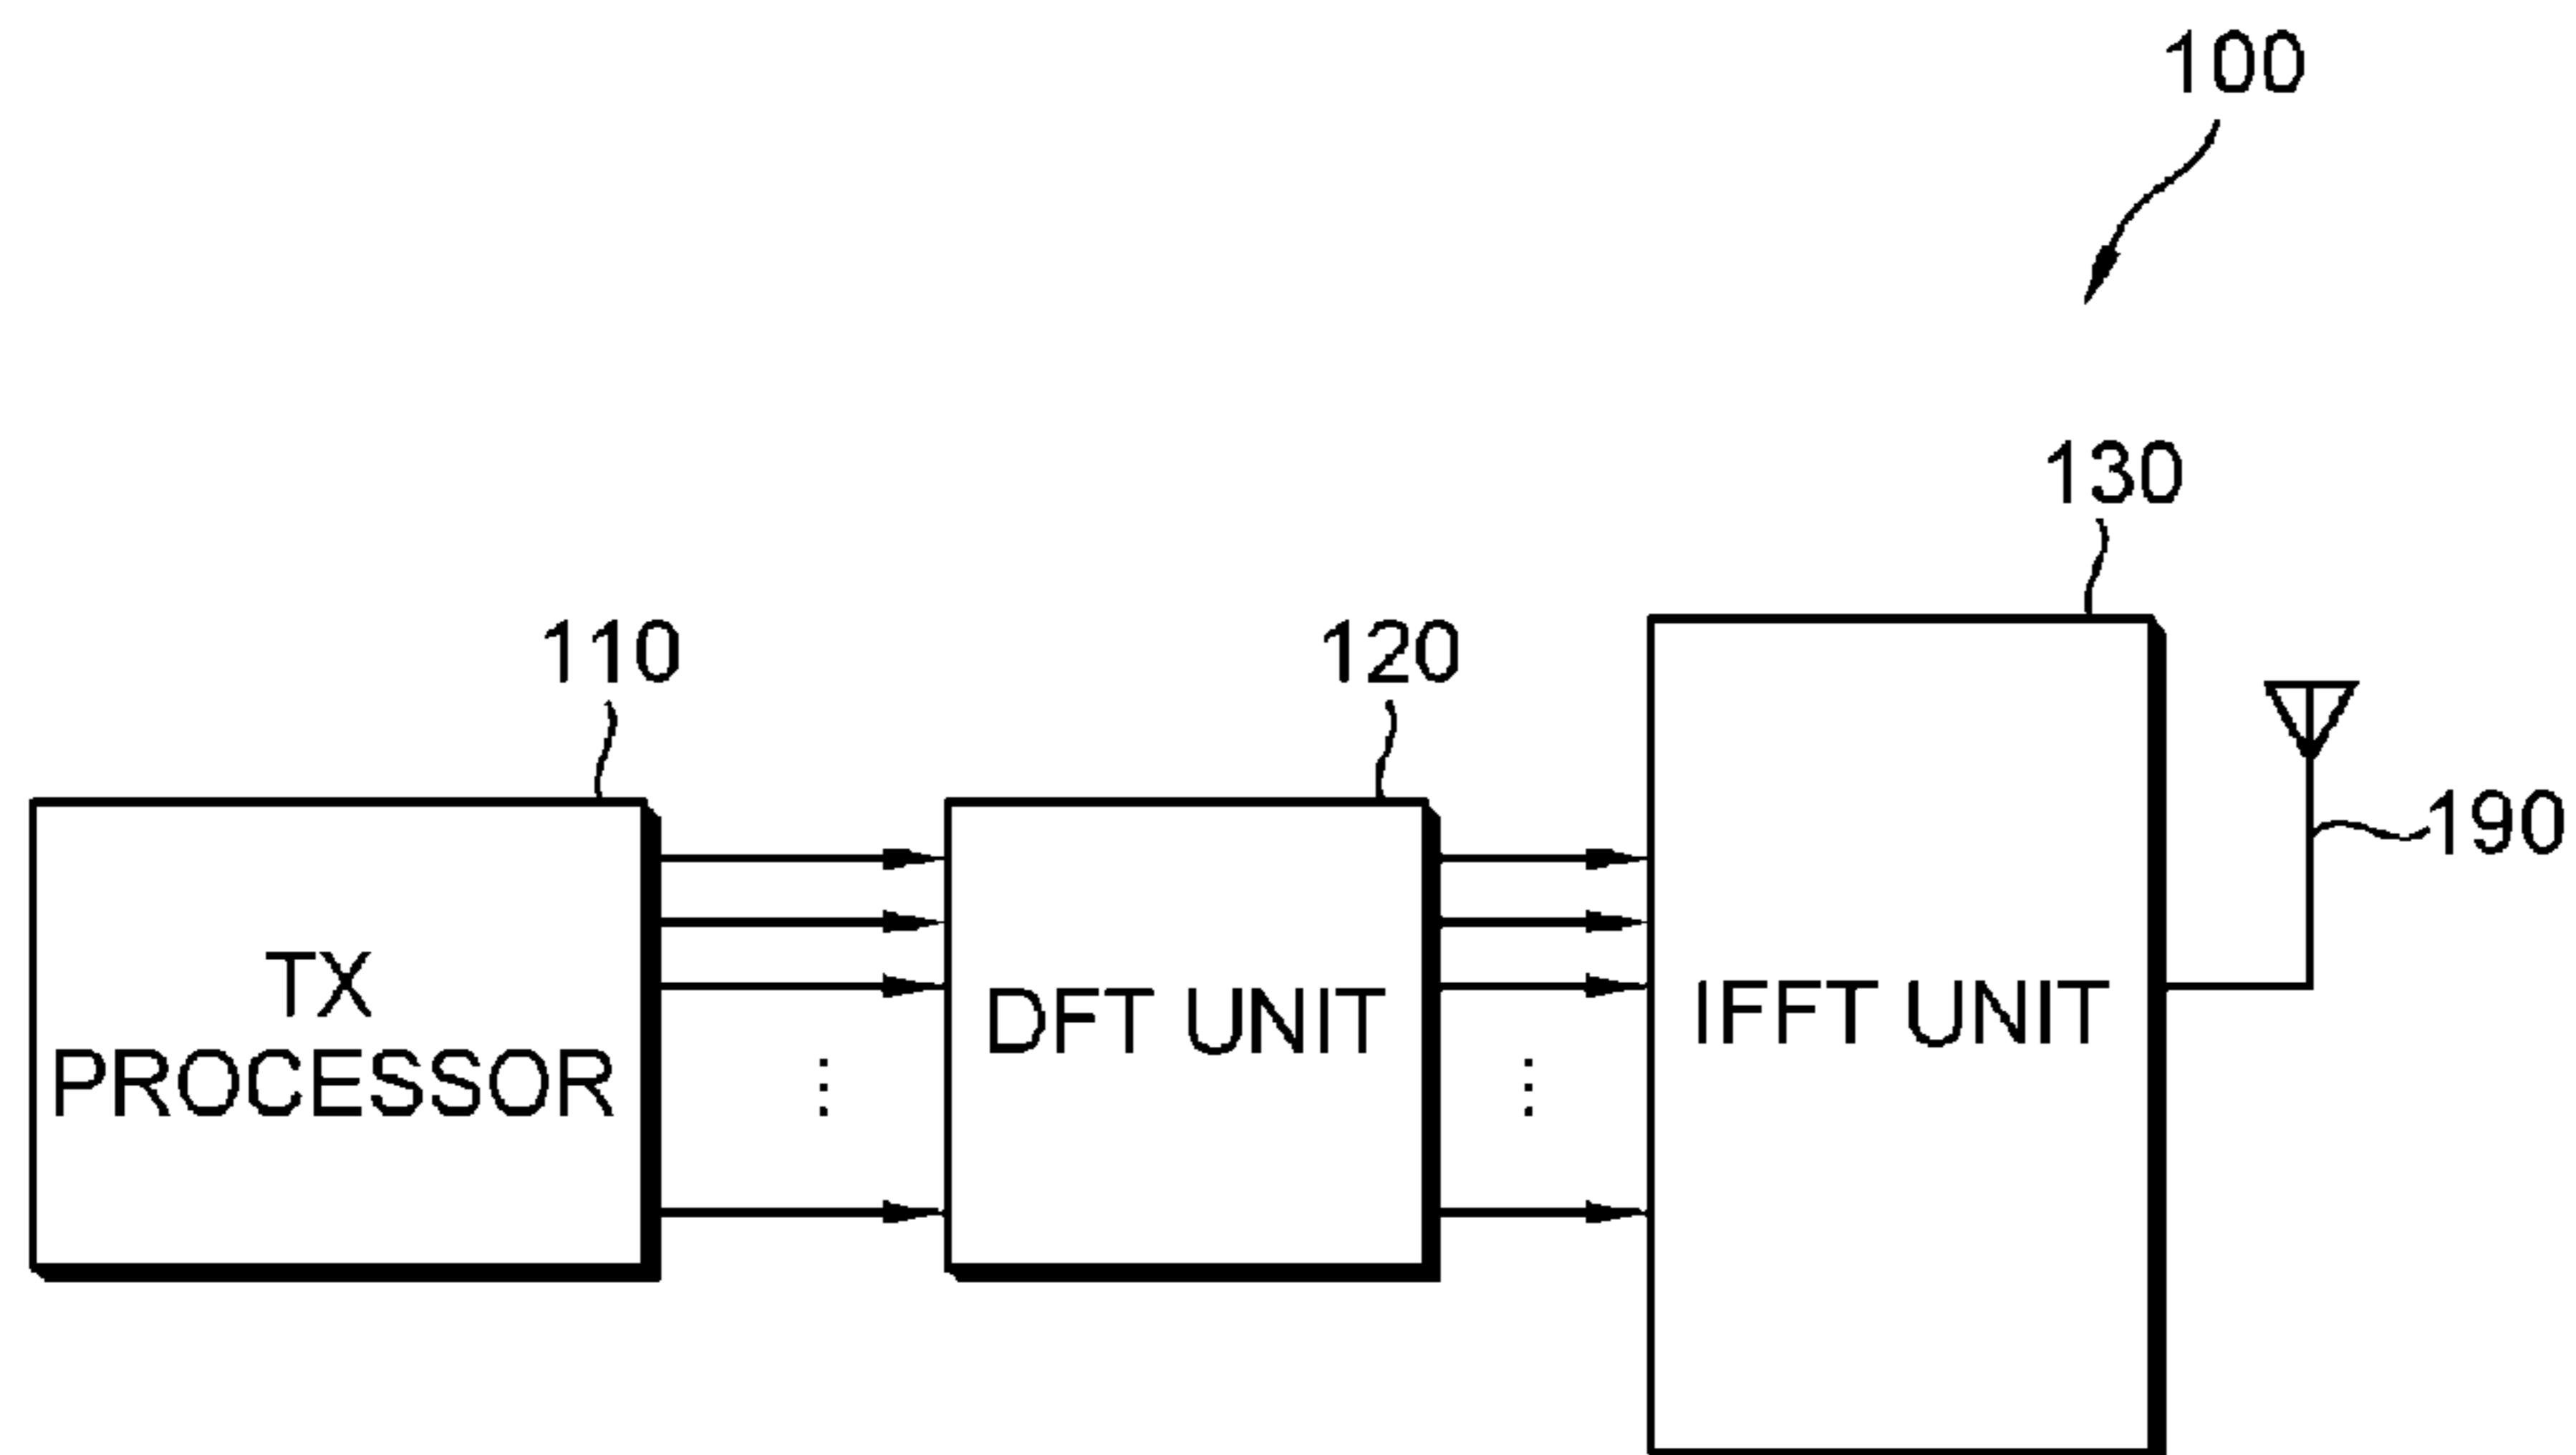 100
130
110
120
190
TX
PROCESSOR
DFT UNIT
IFFT UNIT